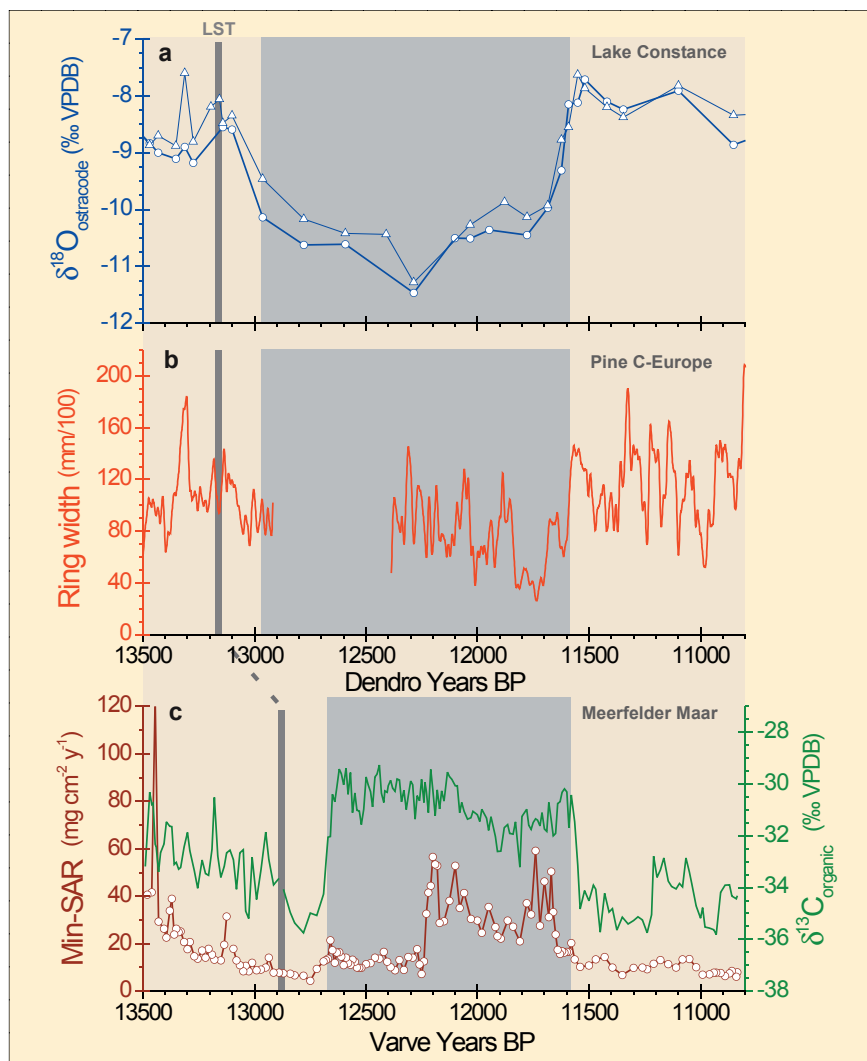 LST
a
Lake Constance
-7
-8
-9
-10
-11
-12
δ¹⁸O_ostracode (‰ VPDB)
b
Pine C-Europe
200
160
120
80
40
0
Ring width (mm/100)
13500 13000 12500 12000 11500 11000
Dendro Years BP
c
Meerfelder Maar
120
100
80
60
40
20
0
Min-SAR (mg cm⁻² y⁻¹)
-28
-30
-32
-34
-36
-38
δ¹³C_organic (‰ VPDB)
13500 13000 12500 12000 11500 11000
Varve Years BP